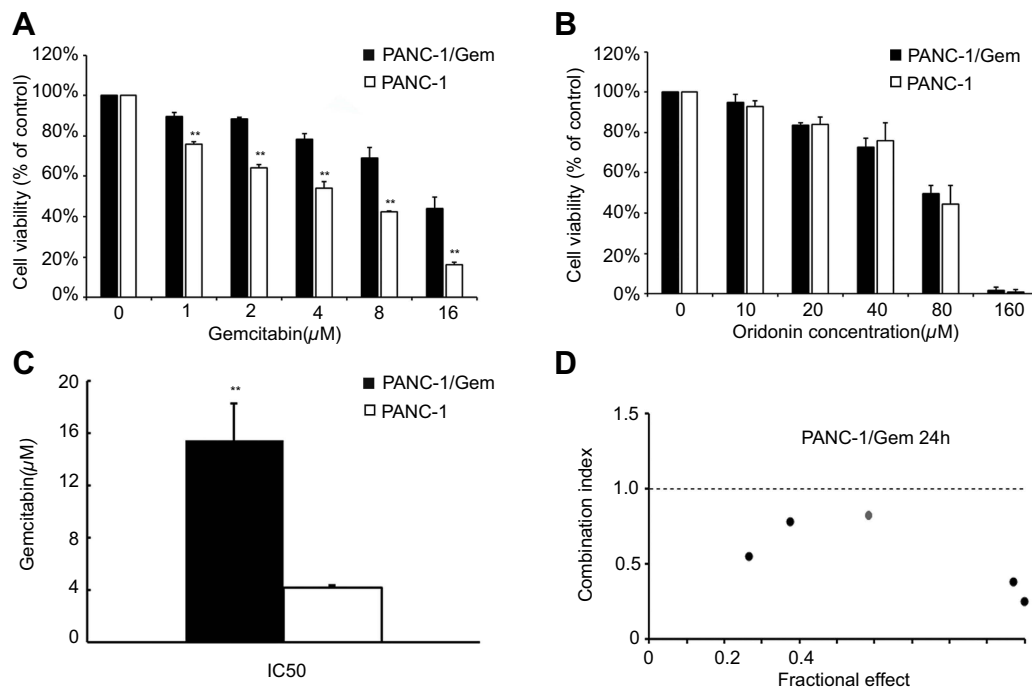 A
120%
100%
80%
60%
40%
20%
0%
Cell viability (% of control)
PANC-1/Gem
PANC-1
**
**
**
**
**
0 1 2 4 8 16
Gemcitabin(µM)
B
120%
100%
80%
60%
40%
20%
0%
Cell viability (% of control)
PANC-1/Gem
PANC-1
0 10 20 40 80 160
Oridonin concentration(µM)
C
20
16
12
8
4
0
Gemcitabin(µM)
**
PANC-1/Gem
PANC-1
IC50
D
1.5
1.0
0.5
0
Combination index
PANC-1/Gem 24h
0 0.2 0.4
Fractional effect